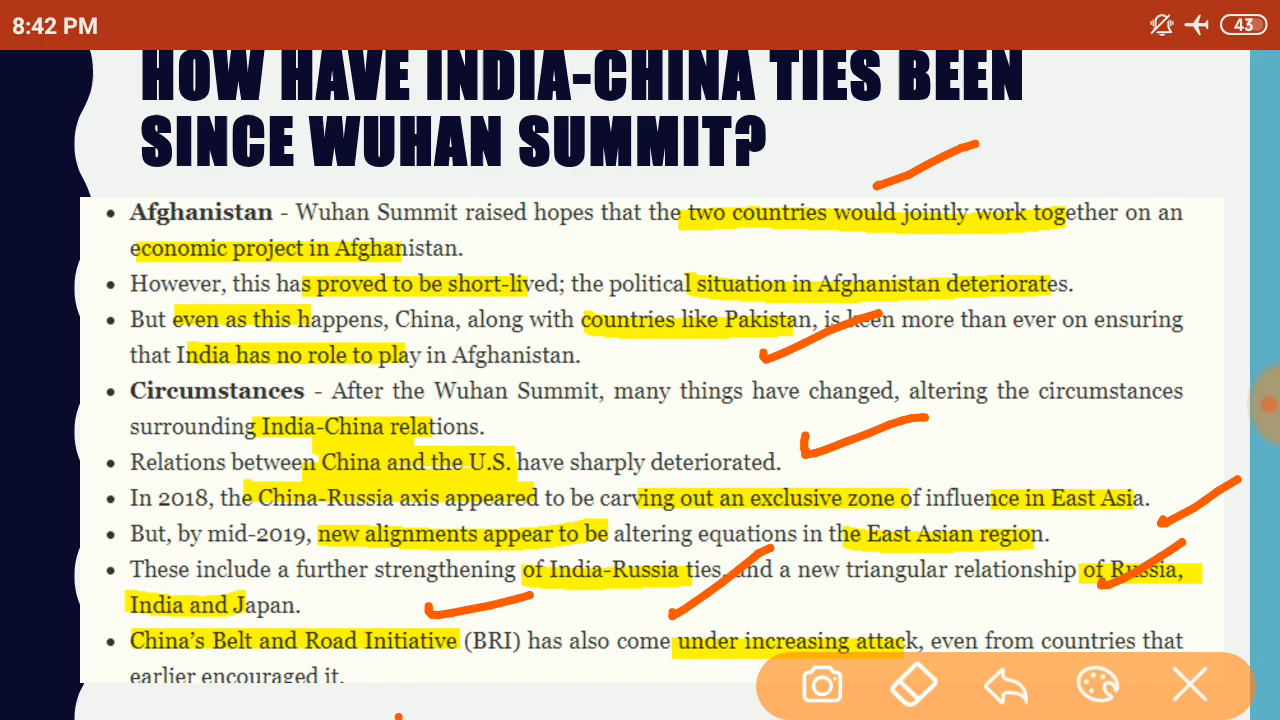 8:42 PM
43
HOW HAVE INDIA-CHINA TIES BEEN
SINCE WUHAN SUMMIT?
• Afghanistan - Wuhan Summit raised hopes that the two countries would jointly work together on an
economic project in Afghanistan.
• However, this has proved to be short-lived; the political situation in Afghanistan deteriorates.
• But even as this happens, China, along with countries like Pakistan, is keen more than ever on ensuring
that India has no role to play in Afghanistan.
• Circumstances - After the Wuhan Summit, many things have changed, altering the circumstances
surrounding India-China relations.
• Relations between China and the U.S. have sharply deteriorated.
• In 2018, the China-Russia axis appeared to be carving out an exclusive zone of influence in East Asia.
• But, by mid-2019, new alignments appear to be altering equations in the East Asian region.
• These include a further strengthening of India-Russia ties, and a new triangular relationship of Russia,
India and Japan.
• China's Belt and Road Initiative (BRI) has also come under increasing attack, even from countries that
earlier encouraged it.